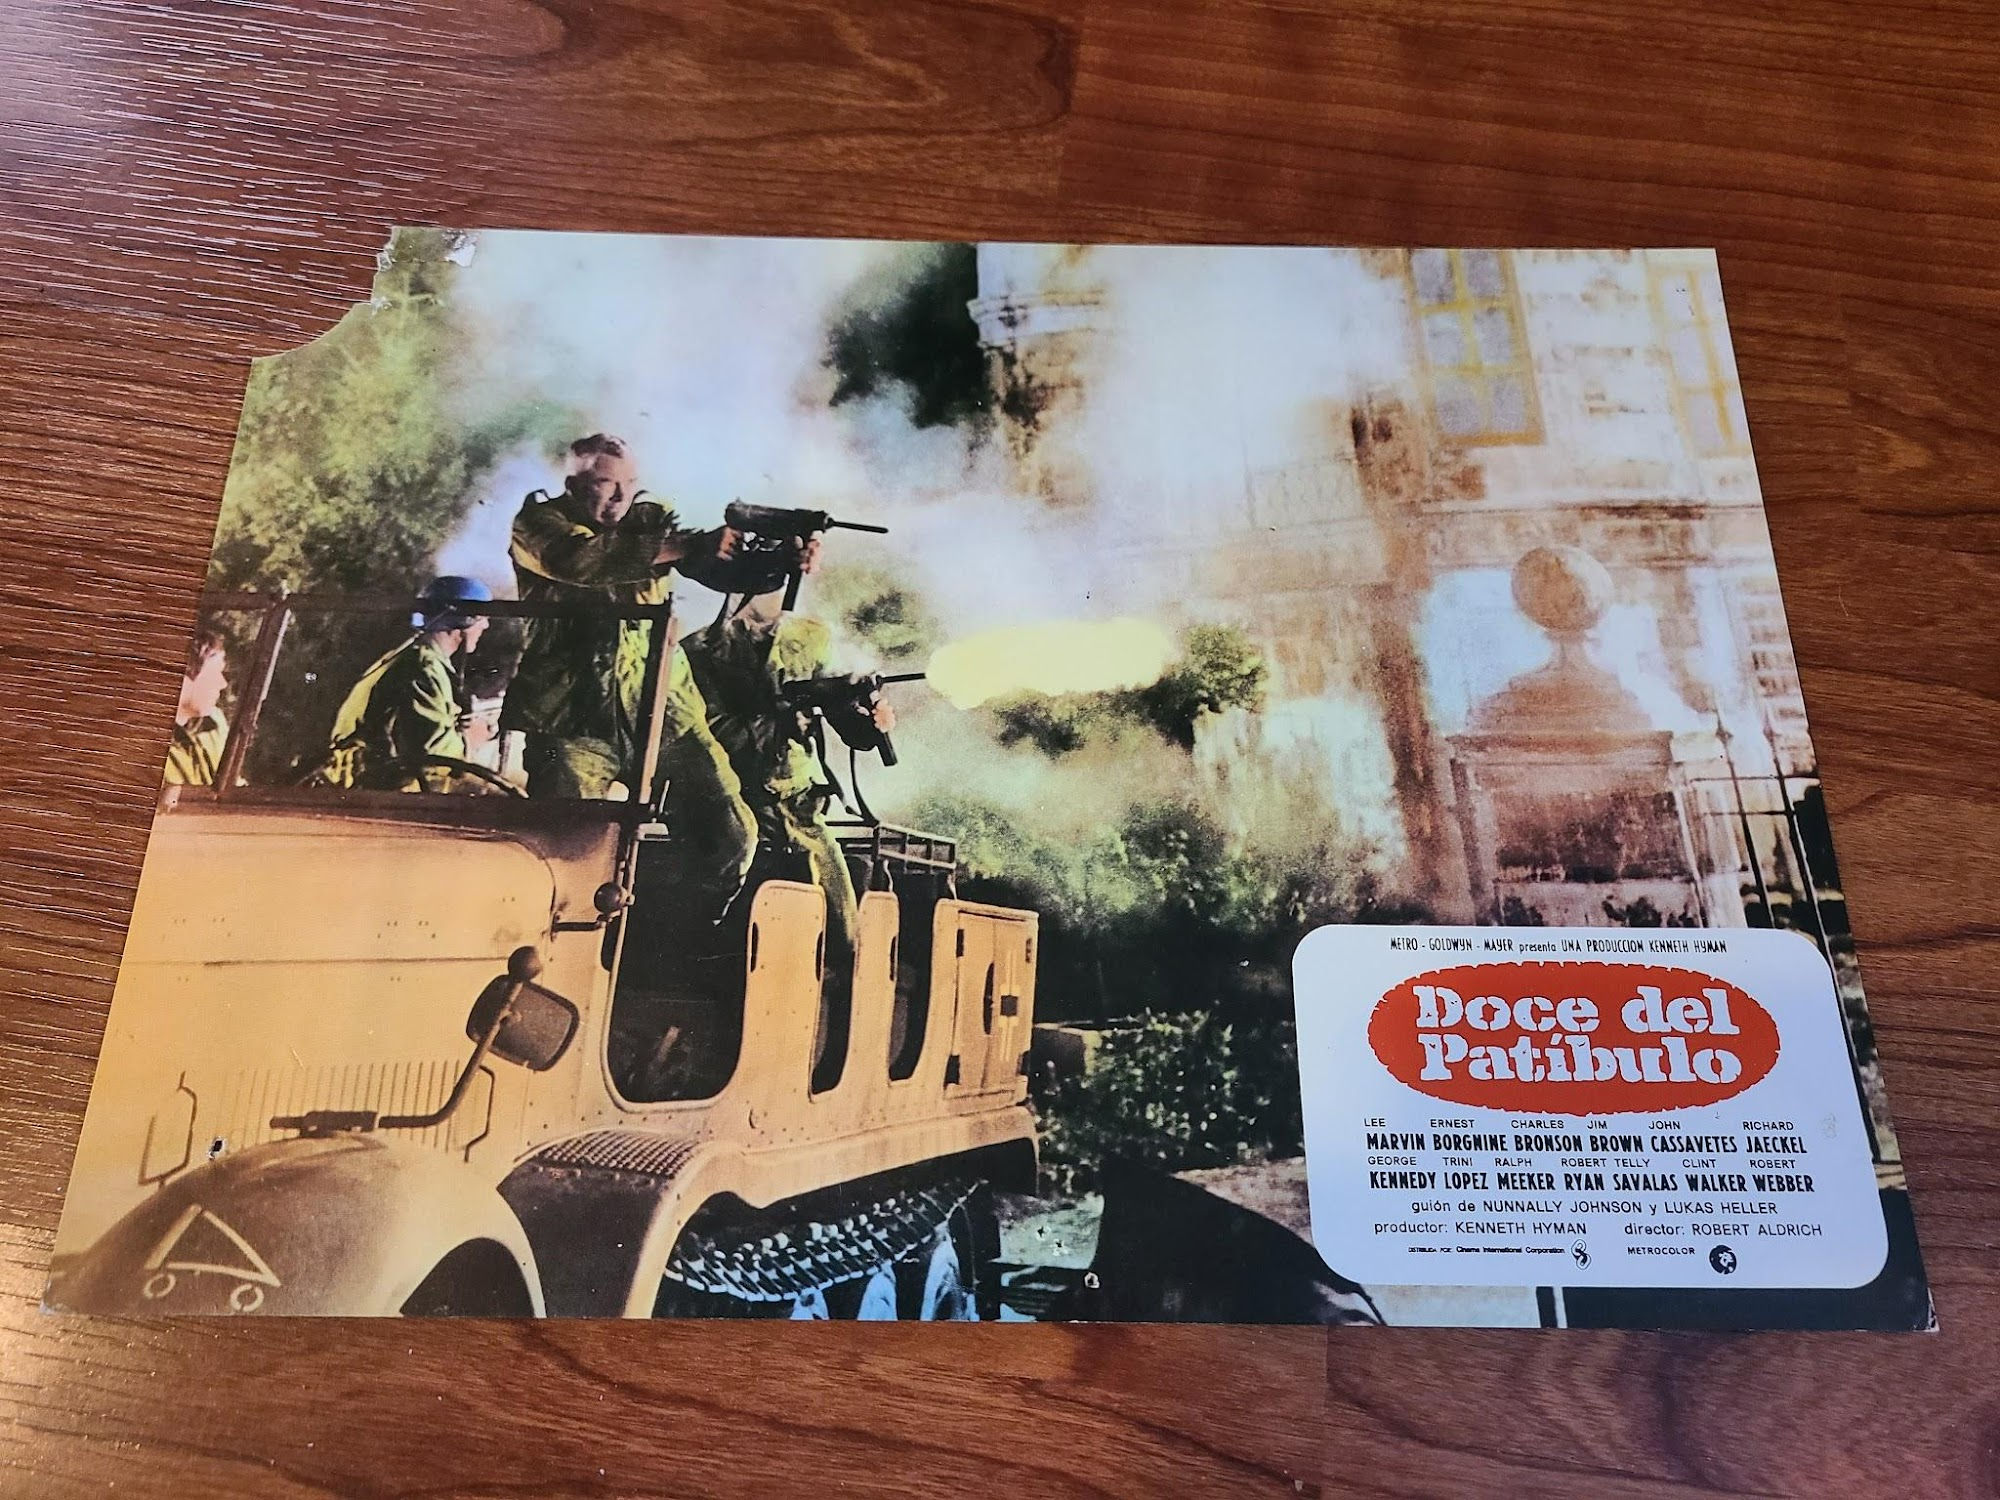 METRO - GOLDWYN - MAYER presenta UNA PRODUCCION KENNETH HYMAN
Doce del
Patíbulo
LEE ERNEST CHARLES JIM JOHN RICHARD
MARVIN BORGNINE BRONSON BROWN CASSAVETES JAECKEL
GEORGE TRINI RALPH ROBERT TELLY CLINT ROBERT
KENNEDY LOPEZ MEEKER RYAN SAVALAS WALKER WEBBER
guión de NUNNALLY JOHNSON y LUKAS HELLER
productor: KENNETH HYMAN director: ROBERT ALDRICH
DISTRIBUIDA POR: Cinema International Corporation METROCOLOR